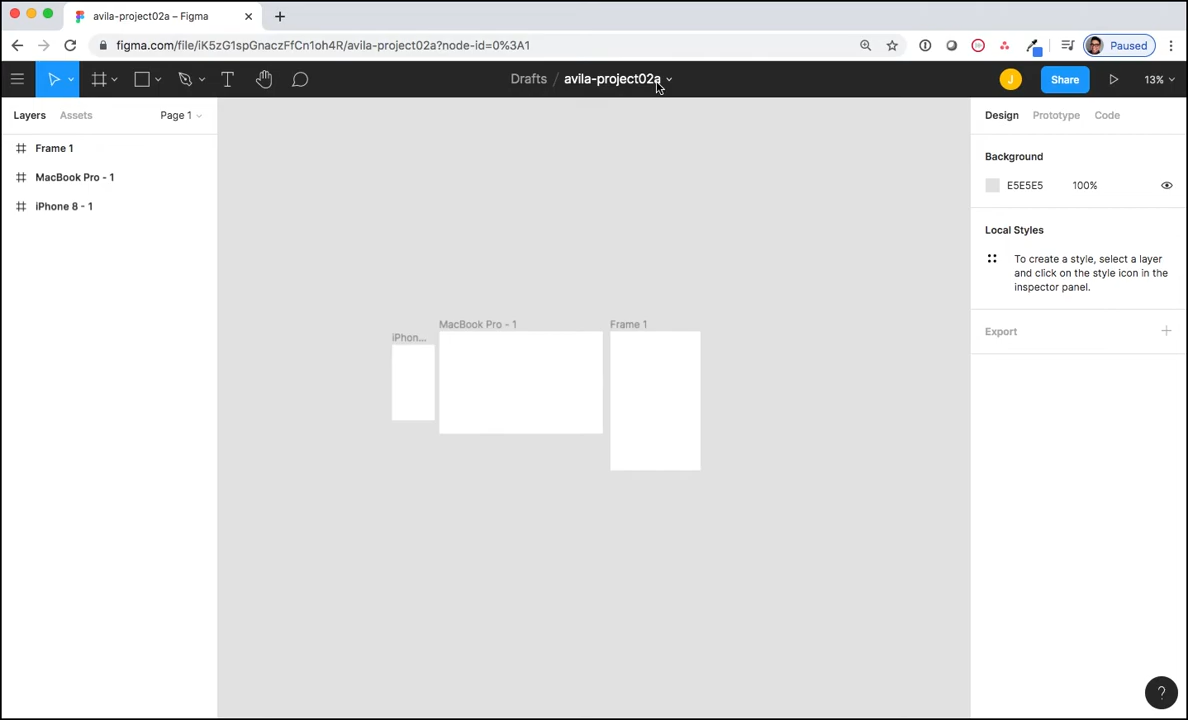 avila-project02a – Figma
figma.com/file/iK5zG1spGnaczFfCn1oh4R/avila-project02a?node-id=0%3A1
Paused
Drafts / avila-project02a
J
Share
13%
Layers
Assets
Page 1
Design
Prototype
Code
Frame 1
MacBook Pro - 1
iPhone 8 - 1
Background
E5E5E5
100%
Local Styles
To create a style, select a layer
and click on the style icon in the
inspector panel.
Export
iPhon...
MacBook Pro - 1
Frame 1
?